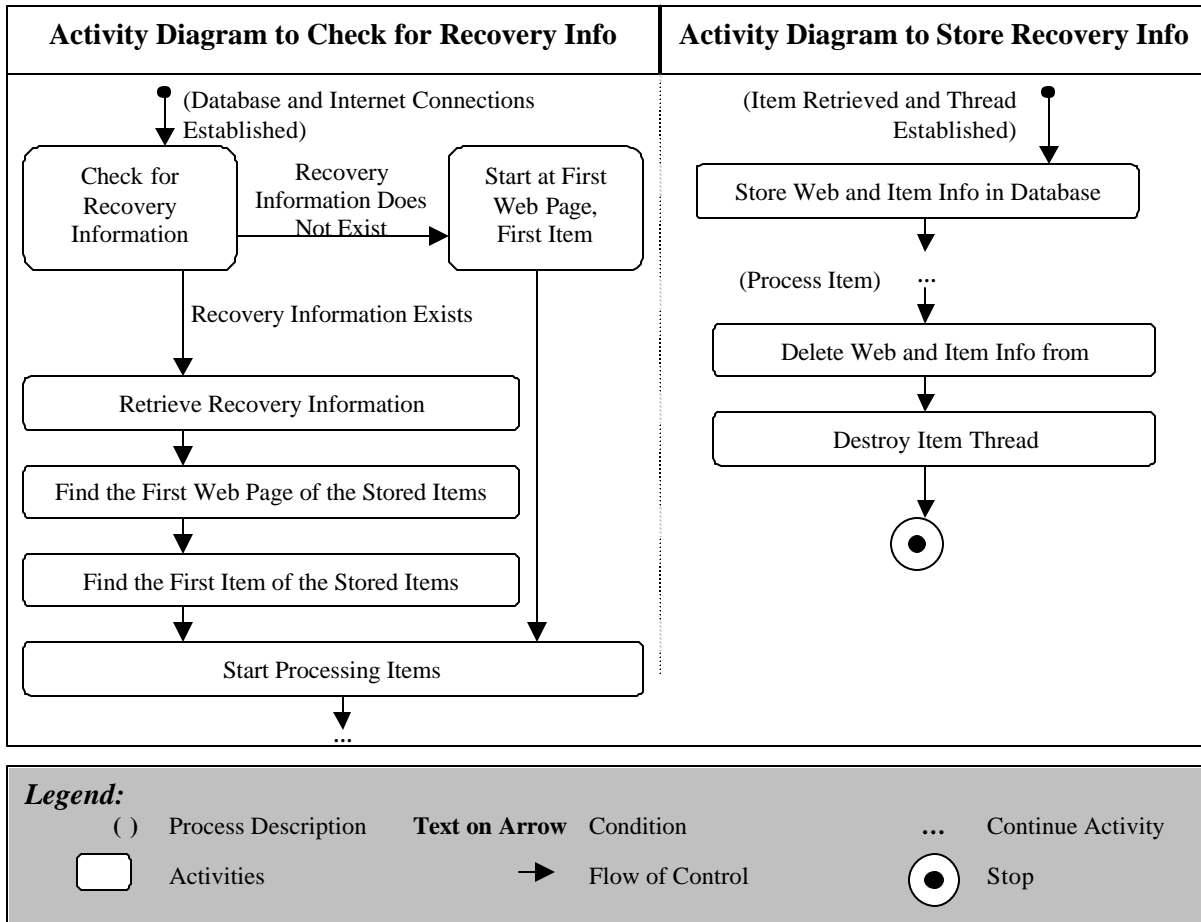 Activity Diagram to Check for Recovery Info
(Database and Internet Connections
Established)
Check for
Recovery
Information
Recovery
Information Does
Not Exist
Start at First
Web Page,
First Item
Recovery Information Exists
Retrieve Recovery Information
Find the First Web Page of the Stored Items
Find the First Item of the Stored Items
Start Processing Items
...
Activity Diagram to Store Recovery Info
(Item Retrieved and Thread
Established)
Store Web and Item Info in Database
(Process Item) ...
Delete Web and Item Info from
Destroy Item Thread
Legend:
( ) Process Description Text on Arrow Condition ... Continue Activity
Activities Flow of Control Stop